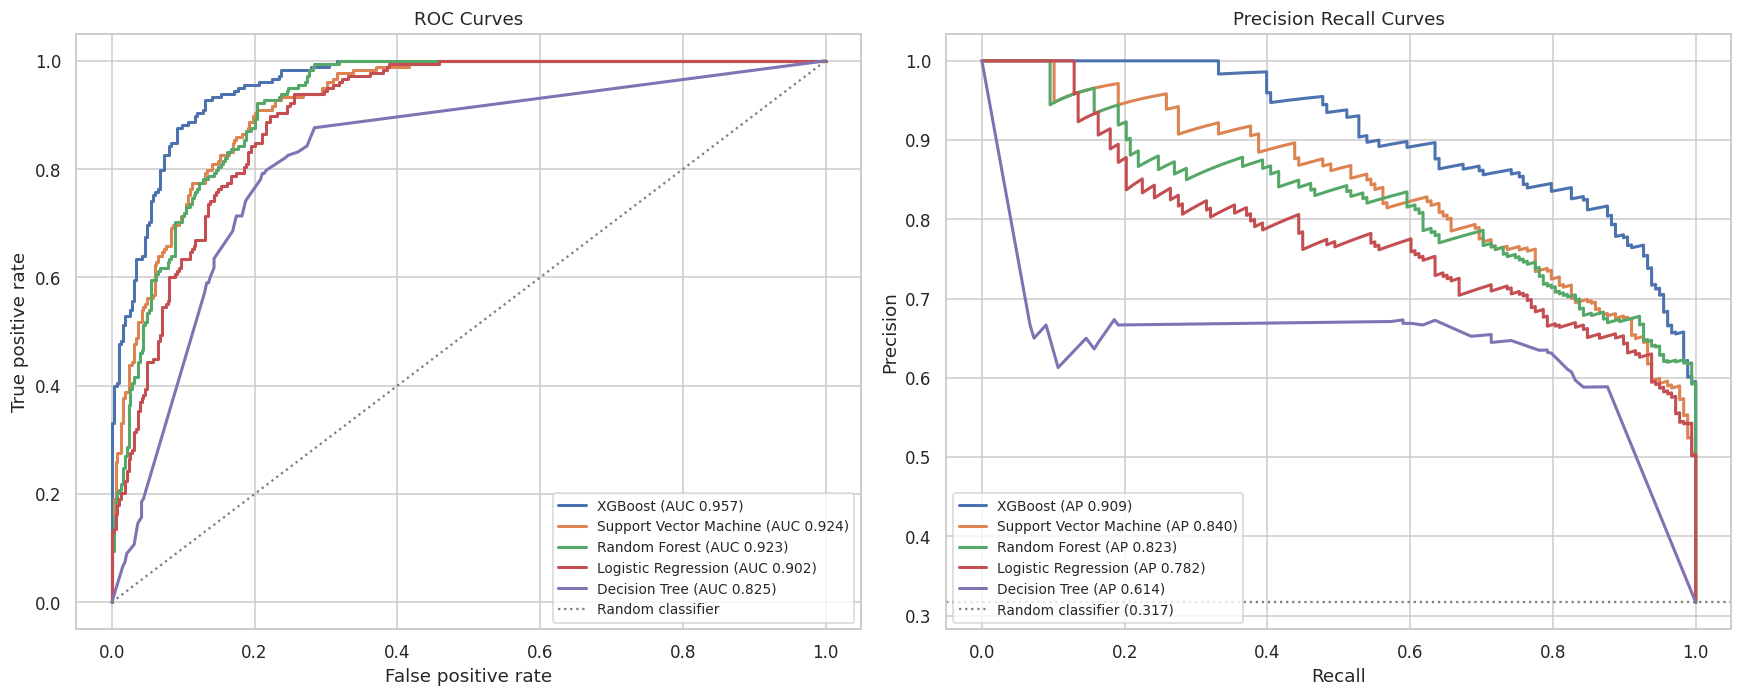 ROC Curves
True positive rate
1.0
0.8
0.6
0.4
0.2
0.0
XGBoost (AUC 0.957)
Support Vector Machine (AUC 0.924)
Random Forest (AUC 0.923)
Logistic Regression (AUC 0.902)
Decision Tree (AUC 0.825)
Random classifier
0.0 0.2 0.4 0.6 0.8 1.0
False positive rate
Precision Recall Curves
Precision
1.0
0.9
0.8
0.7
0.6
0.5
0.4
0.3
XGBoost (AP 0.909)
Support Vector Machine (AP 0.840)
Random Forest (AP 0.823)
Logistic Regression (AP 0.782)
Decision Tree (AP 0.614)
Random classifier (0.317)
0.0 0.2 0.4 0.6 0.8 1.0
Recall